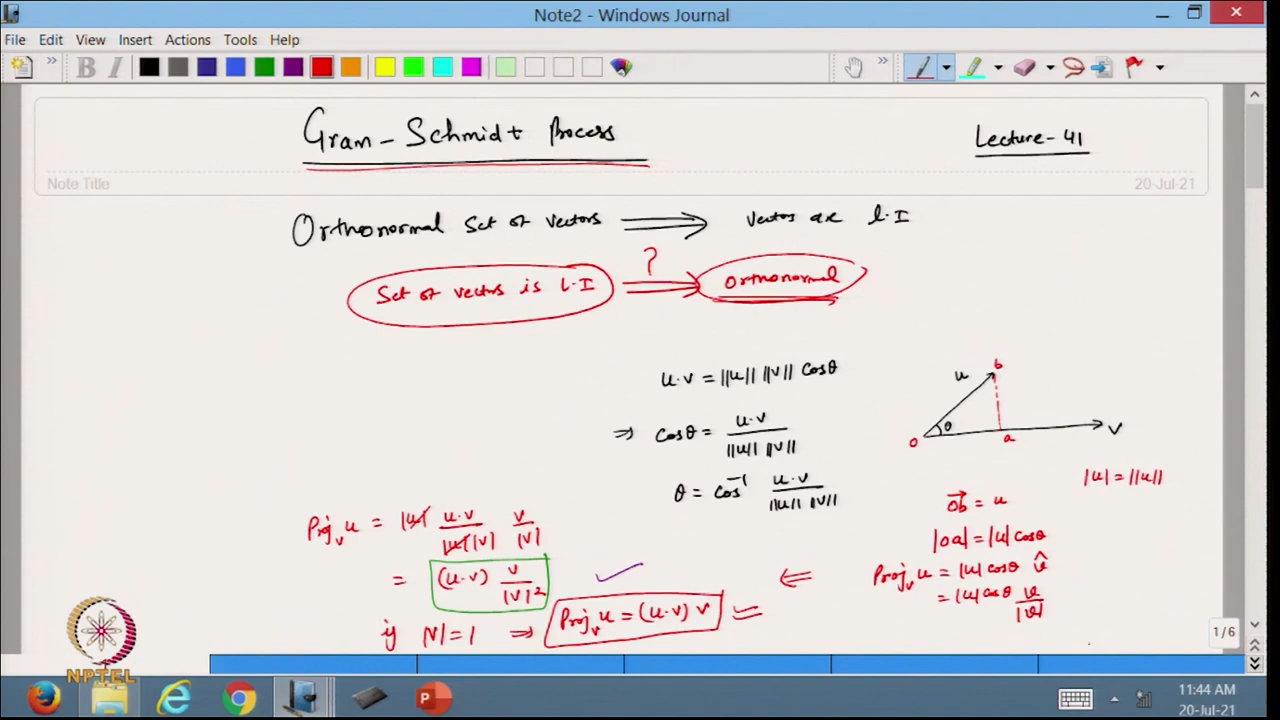 Note2 - Windows Journal
File Edit View Insert Actions Tools Help
B I
Gram - Schmidt Process
Lecture - 41
Note Title
20-Jul-21
Orthonormal Set of vectors ⟹ vectors are l.I
?
Set of vectors is L.I ⟹ orthonormal
u·v = ||u|| ||v|| Cosθ
⇒ Cosθ = u·v / ||u|| ||v||
θ = cos⁻¹ u·v / ||u|| ||v||
b
u
θ
o a v
|u| = ||u||
→ob = u
|oa| = |u| cosθ
Proj_v u = |u| cosθ v̂
= |u| cosθ v/|v|
⇐
Proj_v u = |u| u·v / |u| |v| v/|v|
= (u·v) v/|v|²
if |v| = 1 ⇒ Proj_v u = (u·v) v
1/6
NPTEL
11:44 AM
20-Jul-21